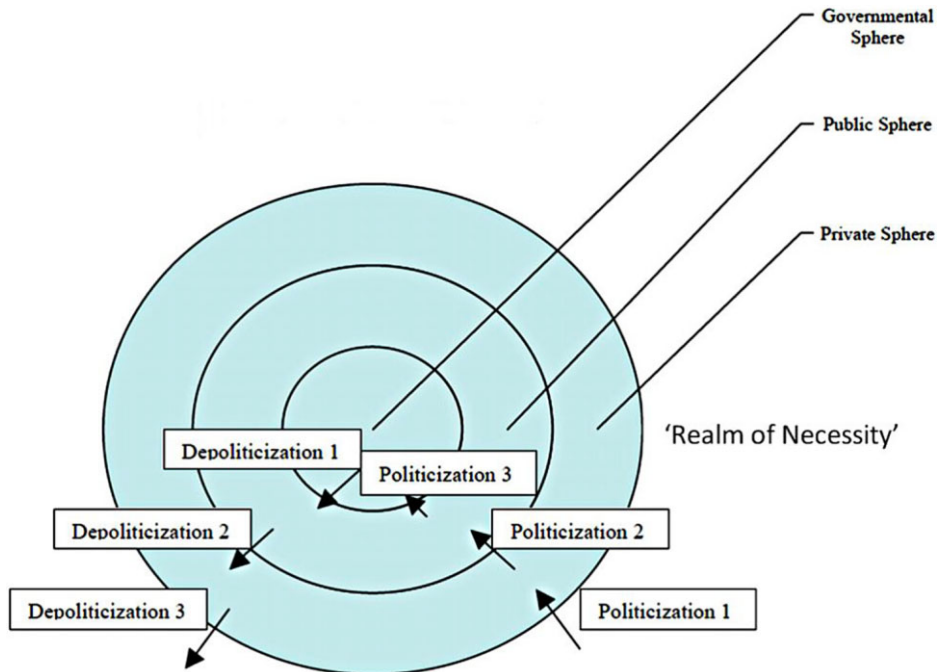 Governmental
Sphere
Public Sphere
Private Sphere
'Realm of Necessity'
Depoliticization 1
Politicization 3
Depoliticization 2
Politicization 2
Depoliticization 3
Politicization 1